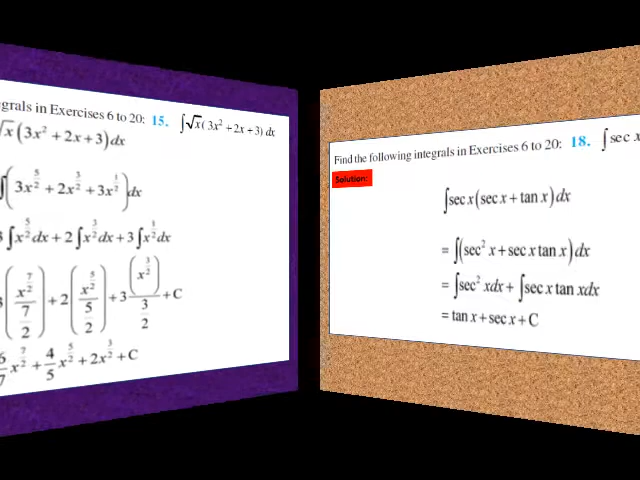 egrals in Exercises 6 to 20: 15. ∫√x(3x² + 2x + 3) dx
√x(3x² + 2x + 3)dx
∫(3x^(5/2) + 2x^(3/2) + 3x^(1/2))dx
3∫x^(5/2)dx + 2∫x^(3/2)dx + 3∫x^(1/2)dx
3(x^(7/2)/(7/2)) + 2(x^(5/2)/(5/2)) + 3(x^(3/2))/(3/2) + C
6/7 x^(7/2) + 4/5 x^(5/2) + 2x^(3/2) + C
Find the following integrals in Exercises 6 to 20: 18. ∫sec x
Solution:
∫sec x(sec x + tan x)dx
= ∫(sec² x + sec x tan x)dx
= ∫sec² xdx + ∫sec x tan xdx
= tan x + sec x + C